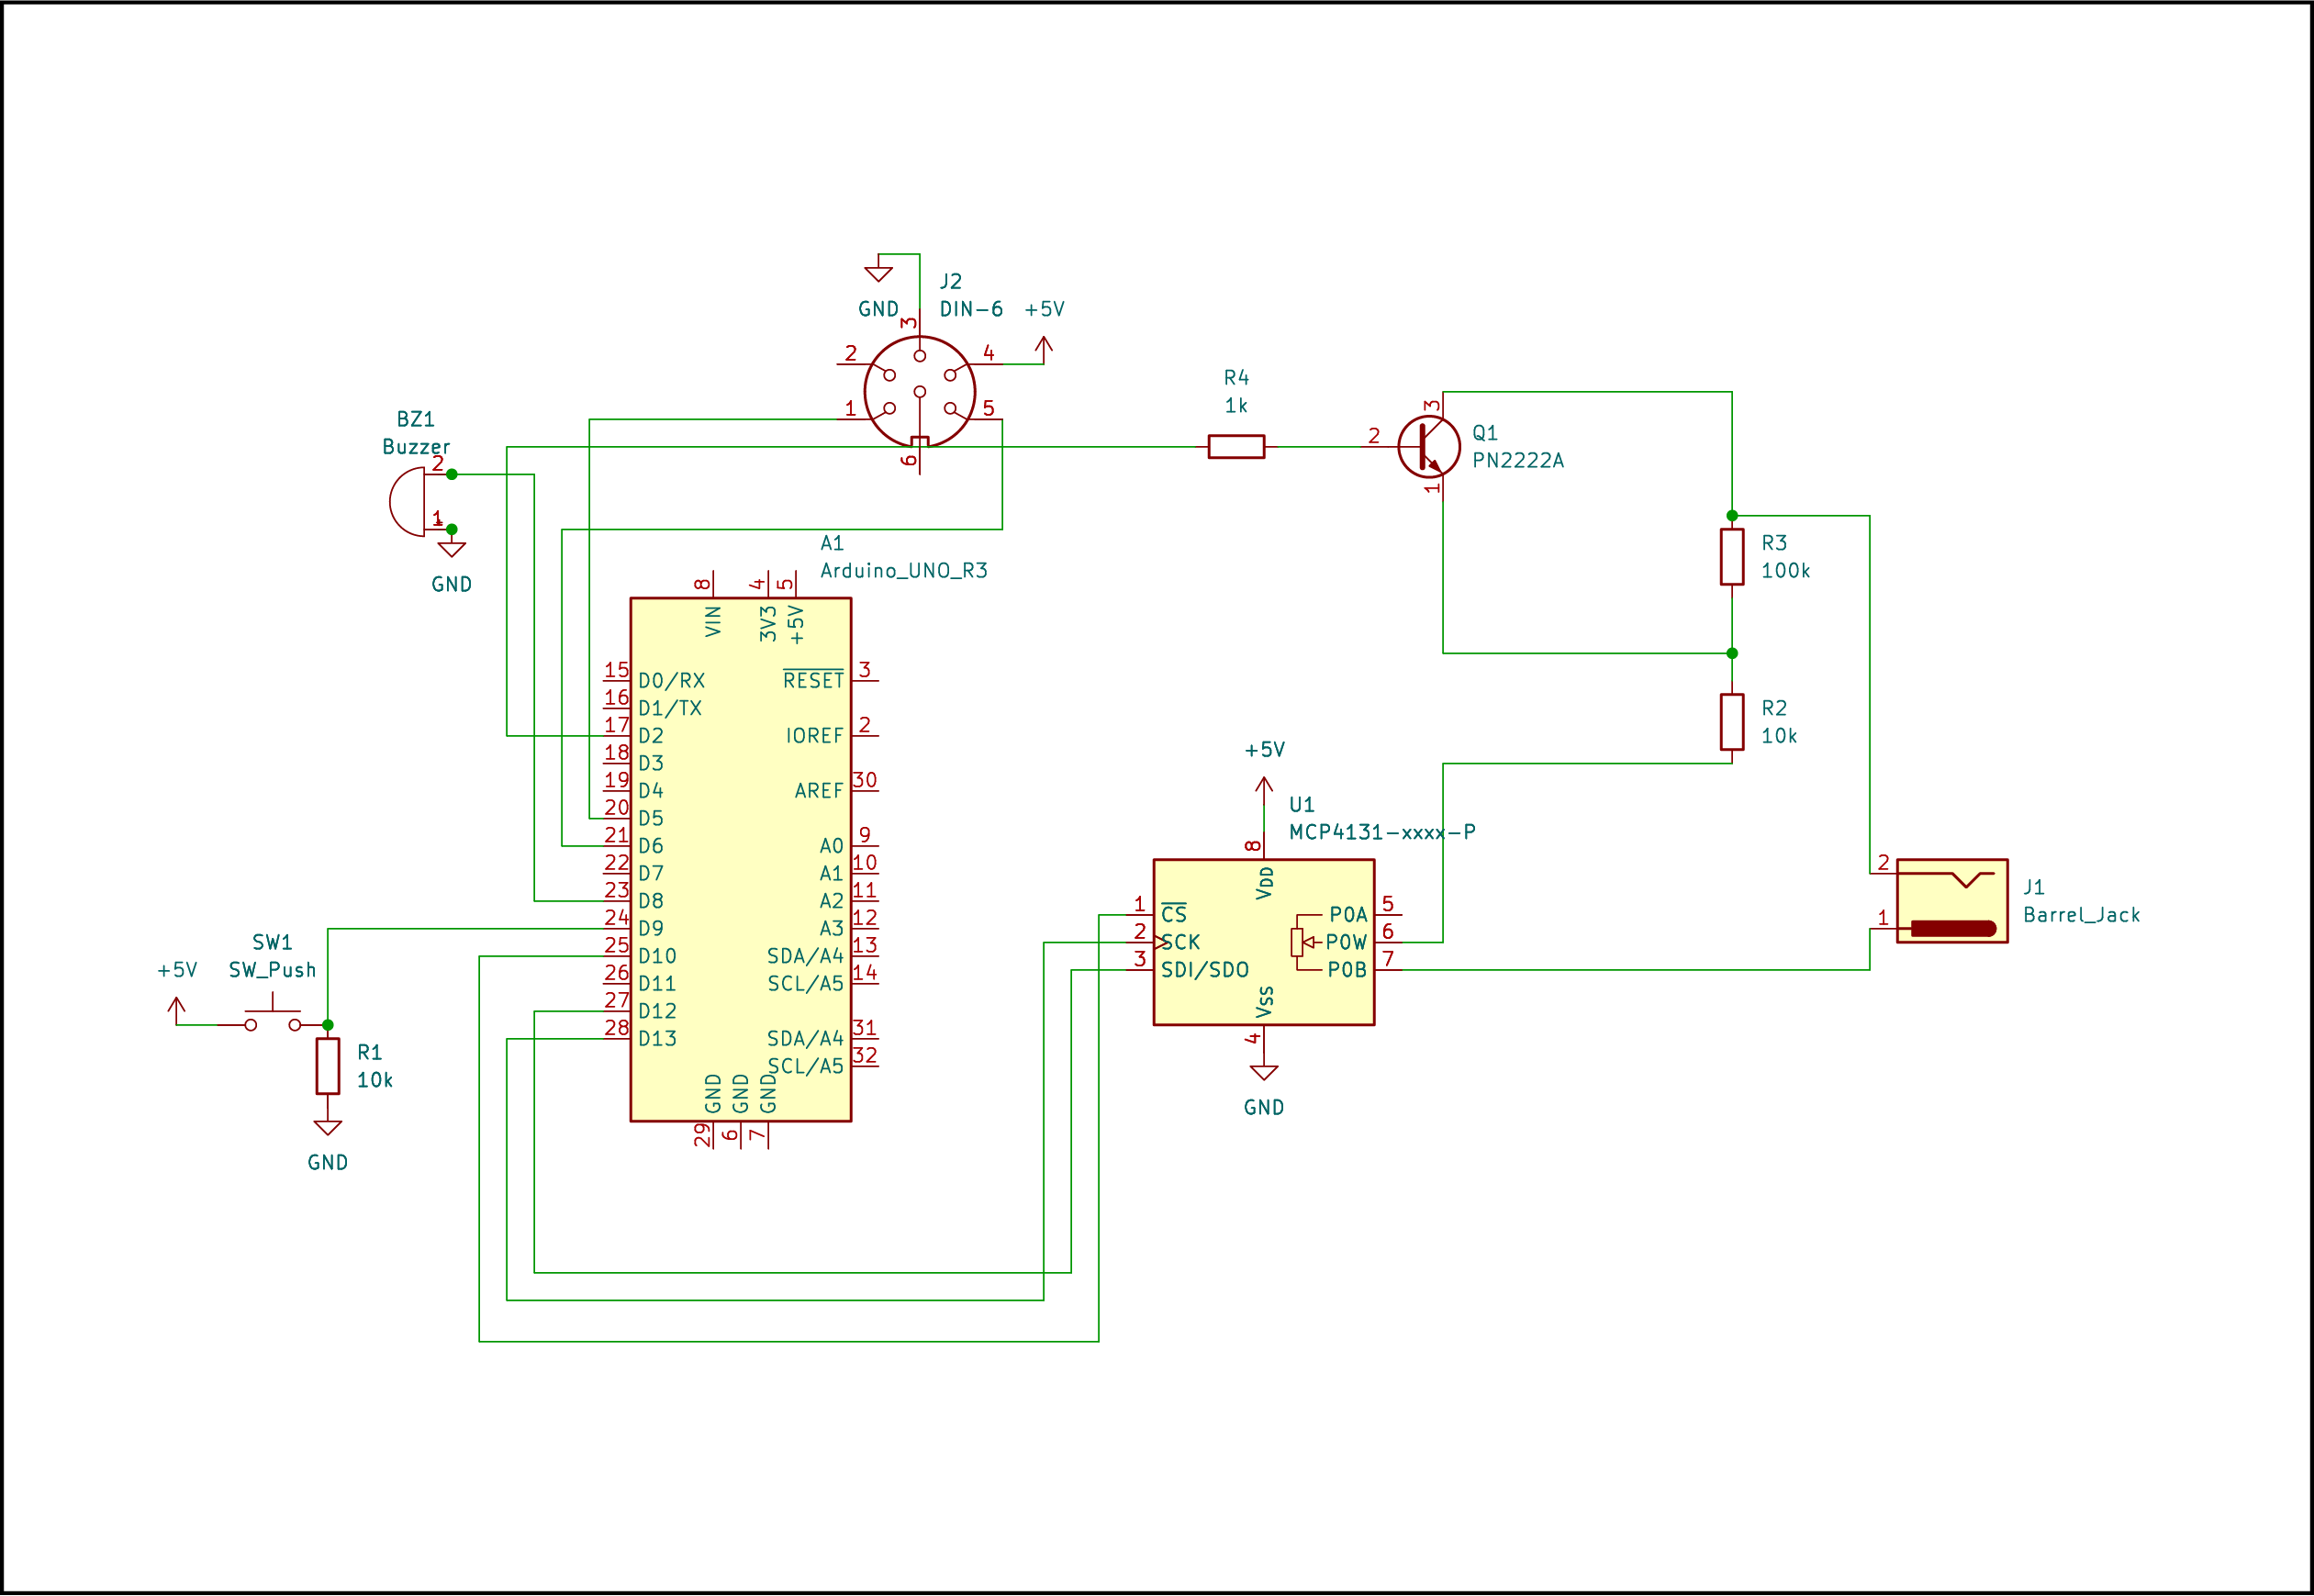 J2
GND
DIN-6
+5V
3
2
4
1
5
6
R4
1k
BZ1
Buzzer
2
1
GND
3
Q1
2
PN2222A
1
A1
Arduino_UNO_R3
8
4
5
VIN
3V3
+5V
R3
100k
15
D0/RX
RESET
3
16
D1/TX
17
D2
IOREF
2
18
D3
19
D4
AREF
30
20
D5
21
D6
A0
9
22
D7
A1
10
23
D8
A2
11
24
D9
A3
12
25
D10
SDA/A4
13
26
D11
SCL/A5
14
27
D12
28
D13
SDA/A4
31
SCL/A5
32
GND
GND
GND
29
6
7
R2
10k
+5V
U1
MCP4131-xxxx-P
8
VDD
1
CS
P0A
5
2
SCK
P0W
6
3
SDI/SDO
P0B
7
VSS
4
GND
2
J1
1
Barrel_Jack
SW1
+5V
SW_Push
R1
10k
GND